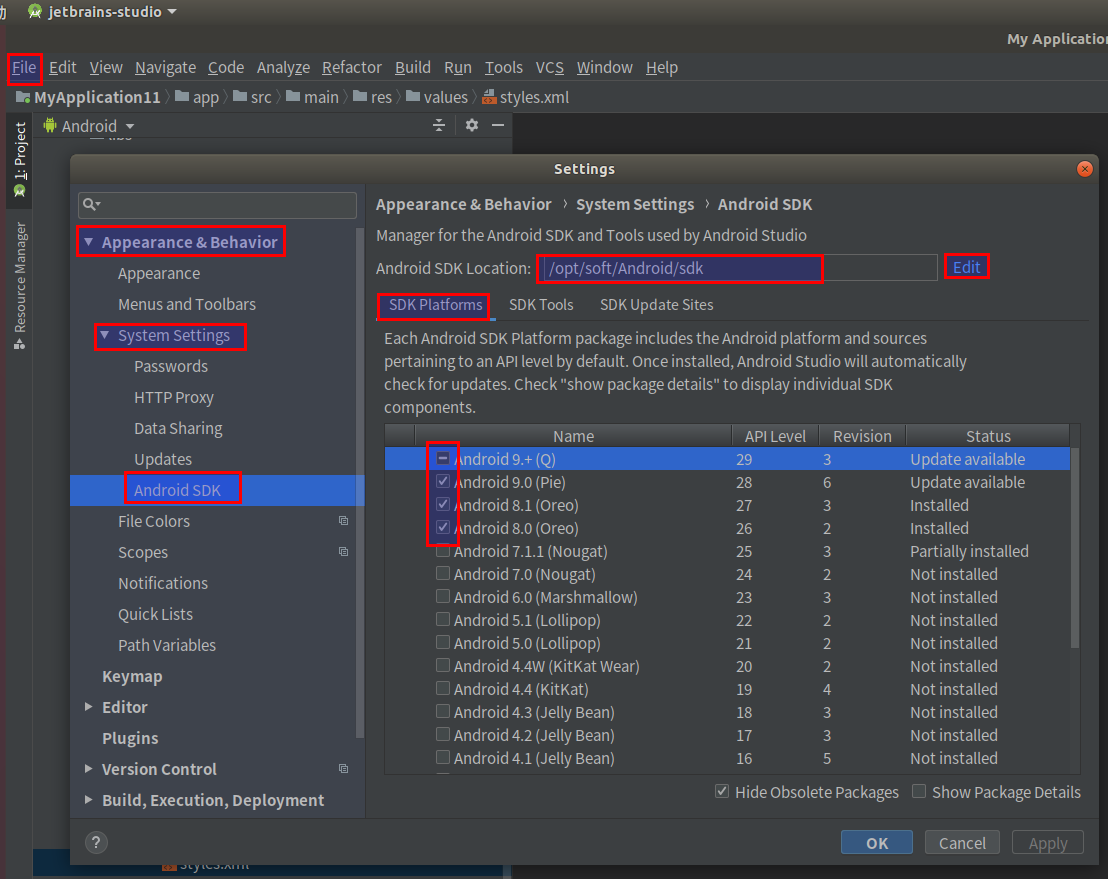 jetbrains-studio
My Application
File Edit View Navigate Code Analyze Refactor Build Run Tools VCS Window Help
MyApplication11 app src main res values styles.xml
1: Project
Resource Manager
Android
Settings
Appearance & Behavior
Appearance
Menus and Toolbars
System Settings
Passwords
HTTP Proxy
Data Sharing
Updates
Android SDK
File Colors
Scopes
Notifications
Quick Lists
Path Variables
Keymap
Editor
Plugins
Version Control
Build, Execution, Deployment
?
Appearance & Behavior › System Settings › Android SDK
Manager for the Android SDK and Tools used by Android Studio
Android SDK Location: /opt/soft/Android/sdk Edit
SDK Platforms SDK Tools SDK Update Sites
Each Android SDK Platform package includes the Android platform and sources
pertaining to an API level by default. Once installed, Android Studio will automatically
check for updates. Check "show package details" to display individual SDK
components.
Name API Level Revision Status
Android 9.+ (Q) 29 3 Update available
Android 9.0 (Pie) 28 6 Update available
Android 8.1 (Oreo) 27 3 Installed
Android 8.0 (Oreo) 26 2 Installed
Android 7.1.1 (Nougat) 25 3 Partially installed
Android 7.0 (Nougat) 24 2 Not installed
Android 6.0 (Marshmallow) 23 3 Not installed
Android 5.1 (Lollipop) 22 2 Not installed
Android 5.0 (Lollipop) 21 2 Not installed
Android 4.4W (KitKat Wear) 20 2 Not installed
Android 4.4 (KitKat) 19 4 Not installed
Android 4.3 (Jelly Bean) 18 3 Not installed
Android 4.2 (Jelly Bean) 17 3 Not installed
Android 4.1 (Jelly Bean) 16 5 Not installed
Hide Obsolete Packages Show Package Details
OK Cancel Apply
styles.xml